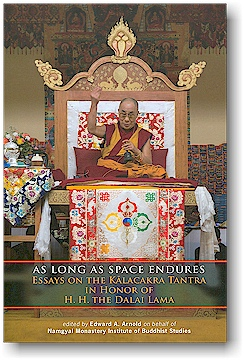 AS LONG AS SPACE ENDURES
ESSAYS ON THE KALACAKRA TANTRA
IN HONOR OF
H. H. THE DALAI LAMA
edited by Edward A. Arnold on behalf of
Namgyal Monastery Institute of Buddhist Studies